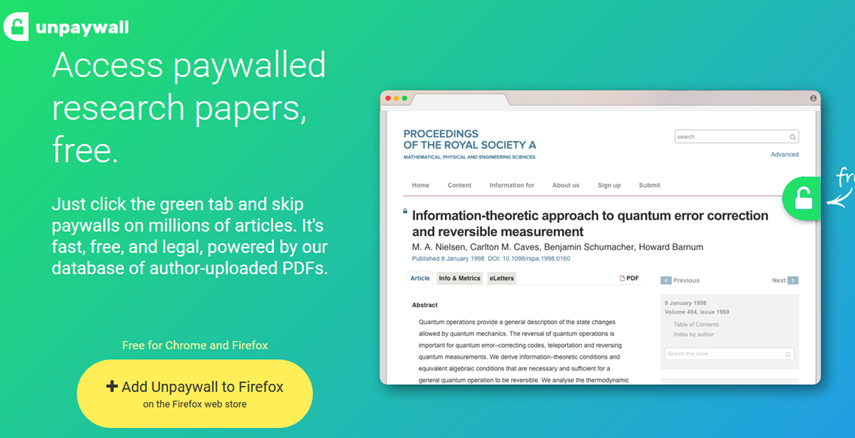 unpaywall
Access paywalled
research papers,
free.
Just click the green tab and skip
paywalls on millions of articles. It's
fast, free, and legal, powered by our
database of author-uploaded PDFs.
Free for Chrome and Firefox
+ Add Unpaywall to Firefox
on the Firefox web store
PROCEEDINGS
OF THE ROYAL SOCIETY A
MATHEMATICAL, PHYSICAL AND ENGINEERING SCIENCES
search
Advanced
Home Content Information for About us Sign up Submit
Information-theoretic approach to quantum error correction
and reversible measurement
M. A. Nielsen, Carlton M. Caves, Benjamin Schumacher, Howard Barnum
Published 8 January 1998. DOI: 10.1098/rspa.1998.0160
Article Info & Metrics eLetters PDF
Abstract
Quantum operations provide a general description of the state changes
allowed by quantum mechanics. The reversal of quantum operations is
important for quantum error-correcting codes, teleportation and reversing
quantum measurements. We derive information-theoretic conditions and
equivalent algebraic conditions that are necessary and sufficient for a
general quantum operation to be reversible. We analyse the thermodynamic
Previous Next
8 January 1998
Volume 454, issue 1969
Table of Contents
Index by author
Search this issue